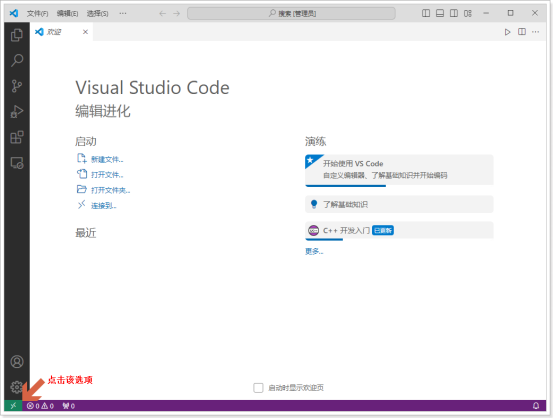 文件(F) 编辑(E) 选择(S) ··· 搜索 [管理员]
欢迎
Visual Studio Code
编辑进化
启动
新建文件...
打开文件...
打开文件夹...
连接到...
最近
演练
开始使用 VS Code
自定义编辑器，了解基础知识并开始编码
了解基础知识
C++ 开发入门 已更新
更多...
点击该选项
启动时显示欢迎页
0 0 0